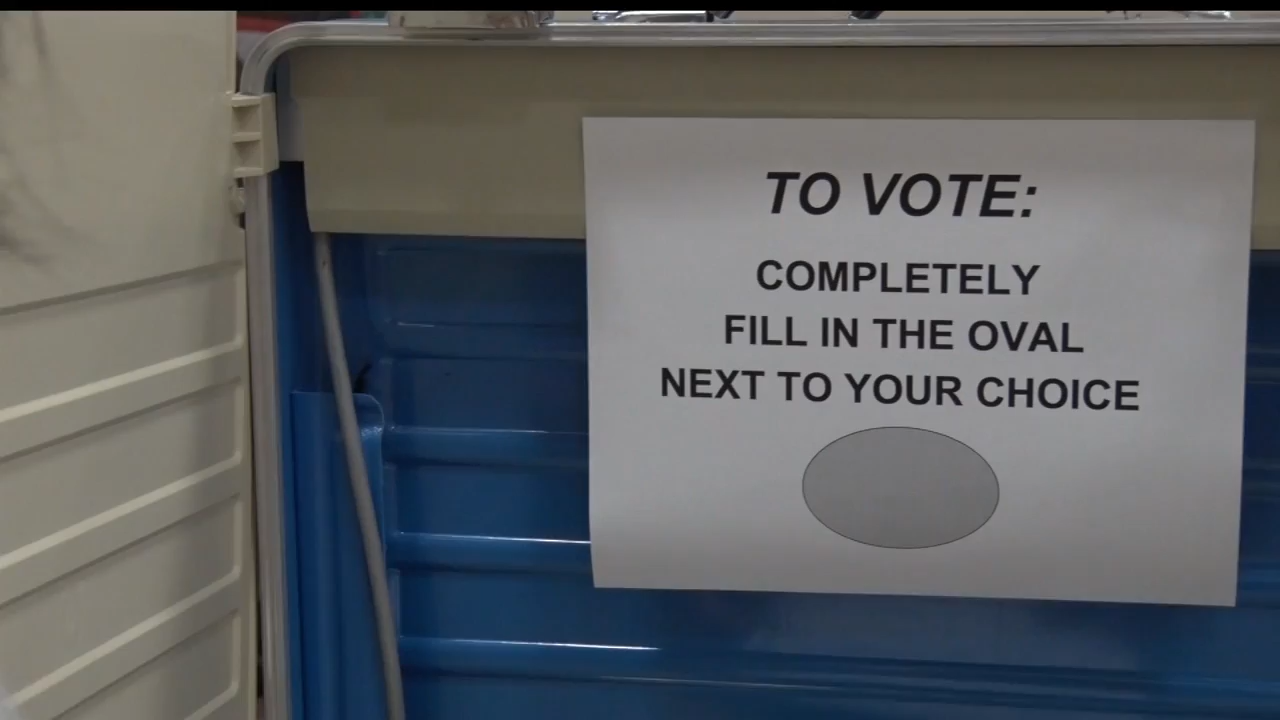 TO VOTE:
COMPLETELY
FILL IN THE OVAL
NEXT TO YOUR CHOICE